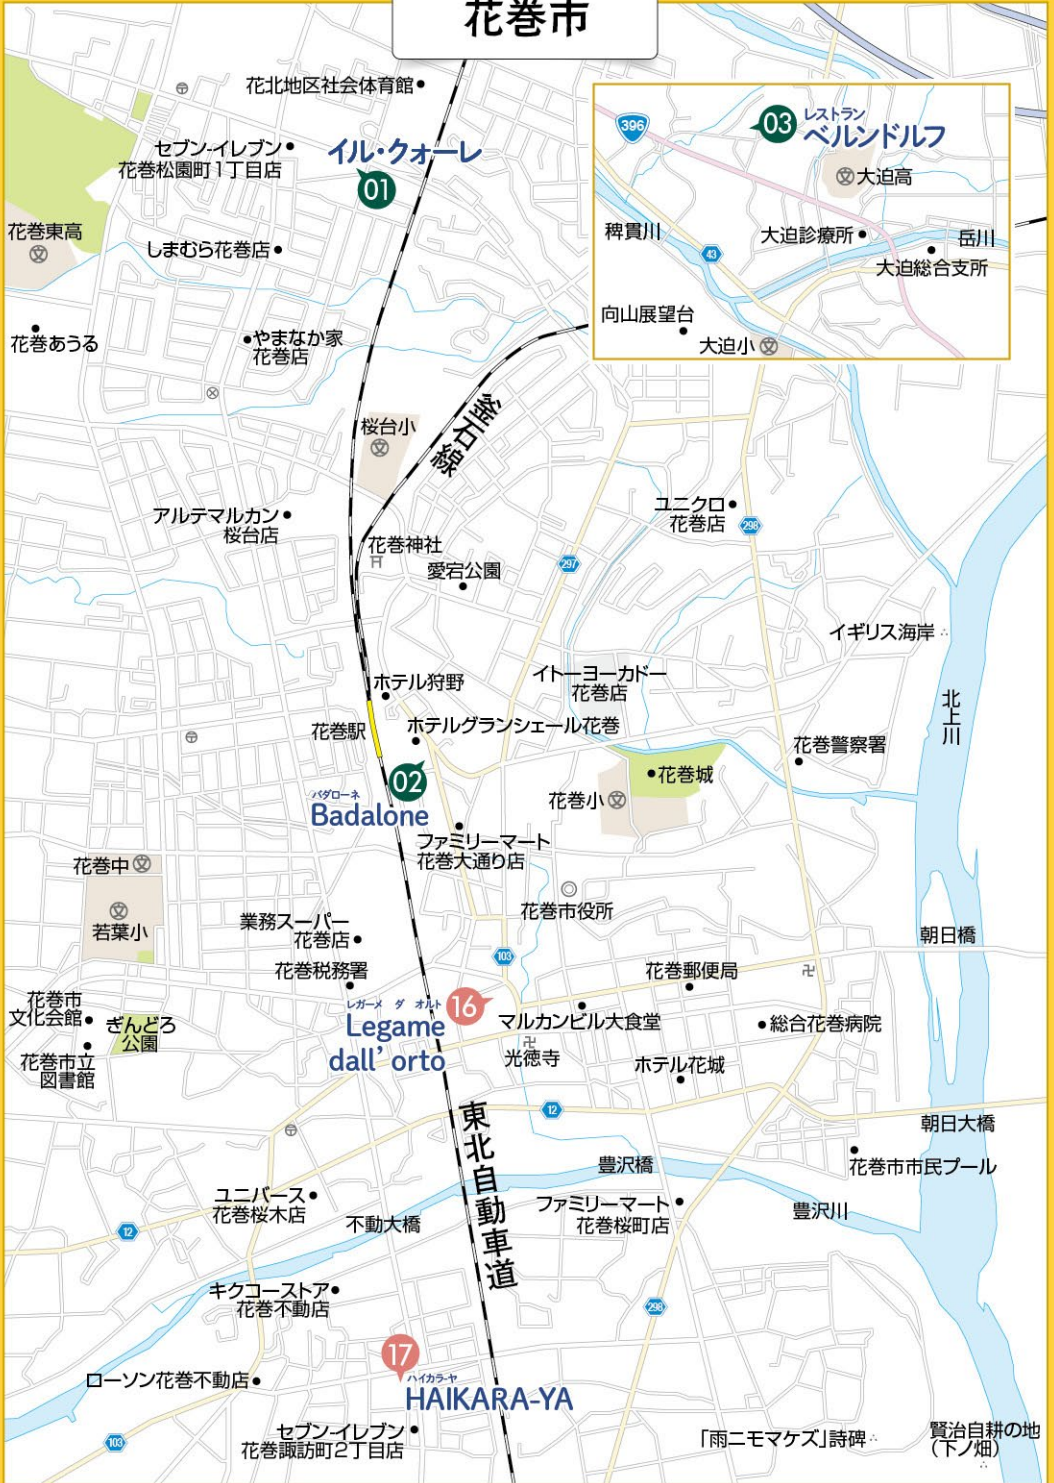 花巻市
花北地区社会体育館
セブン-イレブン
花巻松園町1丁目店
イル・クォーレ
01
花巻東高
しまむら花巻店
花巻あうる
やまなか家
花巻店
396
03
レストラン
ベルンドルフ
大迫高
稗貫川
大迫診療所
岳川
43
大迫総合支所
向山展望台
大迫小
桜台小
釜石線
アルテマルカン
桜台店
ユニクロ
花巻店
298
花巻神社
愛宕公園
297
イギリス海岸
ホテル狩野
イトーヨーカドー
花巻店
北上川
花巻駅
ホテルグランシェール花巻
花巻警察署
02
バダローネ
Badalone
花巻城
花巻小
ファミリーマート
花巻大通り店
花巻中
若葉小
花巻市役所
業務スーパー
花巻店
朝日橋
103
花巻税務署
花巻郵便局
レガーメ ダ オルト
Legame
dall' orto
16
花巻市
文化会館
ぎんどろ
公園
マルカンビル大食堂
総合花巻病院
花巻市立
図書館
光徳寺
ホテル花城
12
東北自動車道
朝日大橋
豊沢橋
花巻市市民プール
ユニバース
花巻桜木店
ファミリーマート
花巻桜町店
豊沢川
12
不動大橋
キクコーストア
花巻不動店
298
17
ハイカラ-ヤ
HAIKARA-YA
ローソン花巻不動店
103
セブン-イレブン
花巻諏訪町2丁目店
「雨ニモマケズ」詩碑
賢治自耕の地
(下ノ畑)